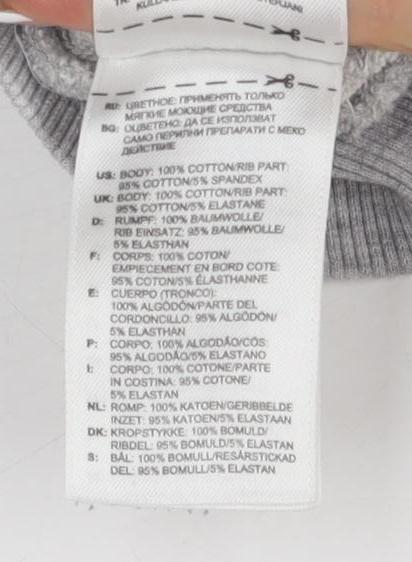 RU: ЦВЕТНОЕ: ПРИМЕНЯТЬ ТОЛЬКО
МЯГКИЕ МОЮЩИЕ СРЕДСТВА
BG: ОЦВЕТЕНО: ДА СЕ ИЗПОЛЗВАТ
САМО ПЕРИЛНИ ПРЕПАРАТИ С МЕКО
ДЕЙСТВИЕ
US: BODY: 100% COTTON/RIB PART:
95% COTTON/5% SPANDEX
UK: BODY: 100% COTTON/RIB PART:
95% COTTON/5% ELASTANE
D: RUMPF: 100% BAUMWOLLE/
RIB EINSATZ: 95% BAUMWOLLE/
5% ELASTHAN
F: CORPS: 100% COTON/
EMPIECEMENT EN BORD COTE:
95% COTON/5% ÉLASTHANNE
E: CUERPO (TRONCO):
100% ALGODÓN/PARTE DEL
CORDONCILLO: 95% ALGODÓN/
5% ELASTHAN
P: CORPO: 100% ALGODÃO/CÓS:
95% ALGODÃO/5% ELASTANO
I: CORPO: 100% COTONE/PARTE
IN COSTINA: 95% COTONE/
5% ELASTAN
NL: ROMP: 100% KATOEN/GERIBBELDE
INZET: 95% KATOEN/5% ELASTAAN
DK: KROPSTYKKE: 100% BOMULD/
RIBDEL: 95% BOMULD/5% ELASTAN
S: BÅL: 100% BOMULL/RESÅRSTICKAD
DEL: 95% BOMULL/5% ELASTAN